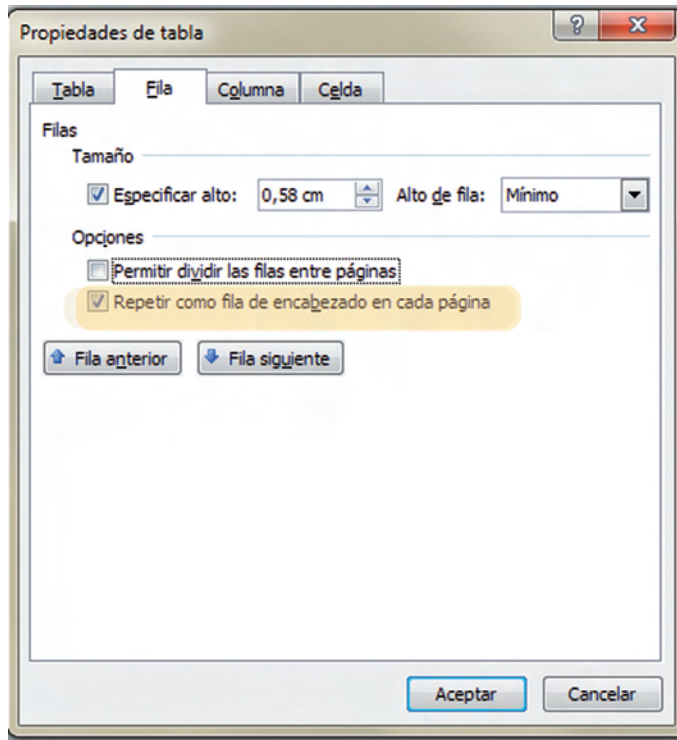 Propiedades de tabla
Tabla Fila Columna Celda
Filas
Tamaño
Especificar alto: 0,58 cm Alto de fila: Mínimo
Opciones
Permitir dividir las filas entre páginas
Repetir como fila de encabezado en cada página
Fila anterior Fila siguiente
Aceptar Cancelar